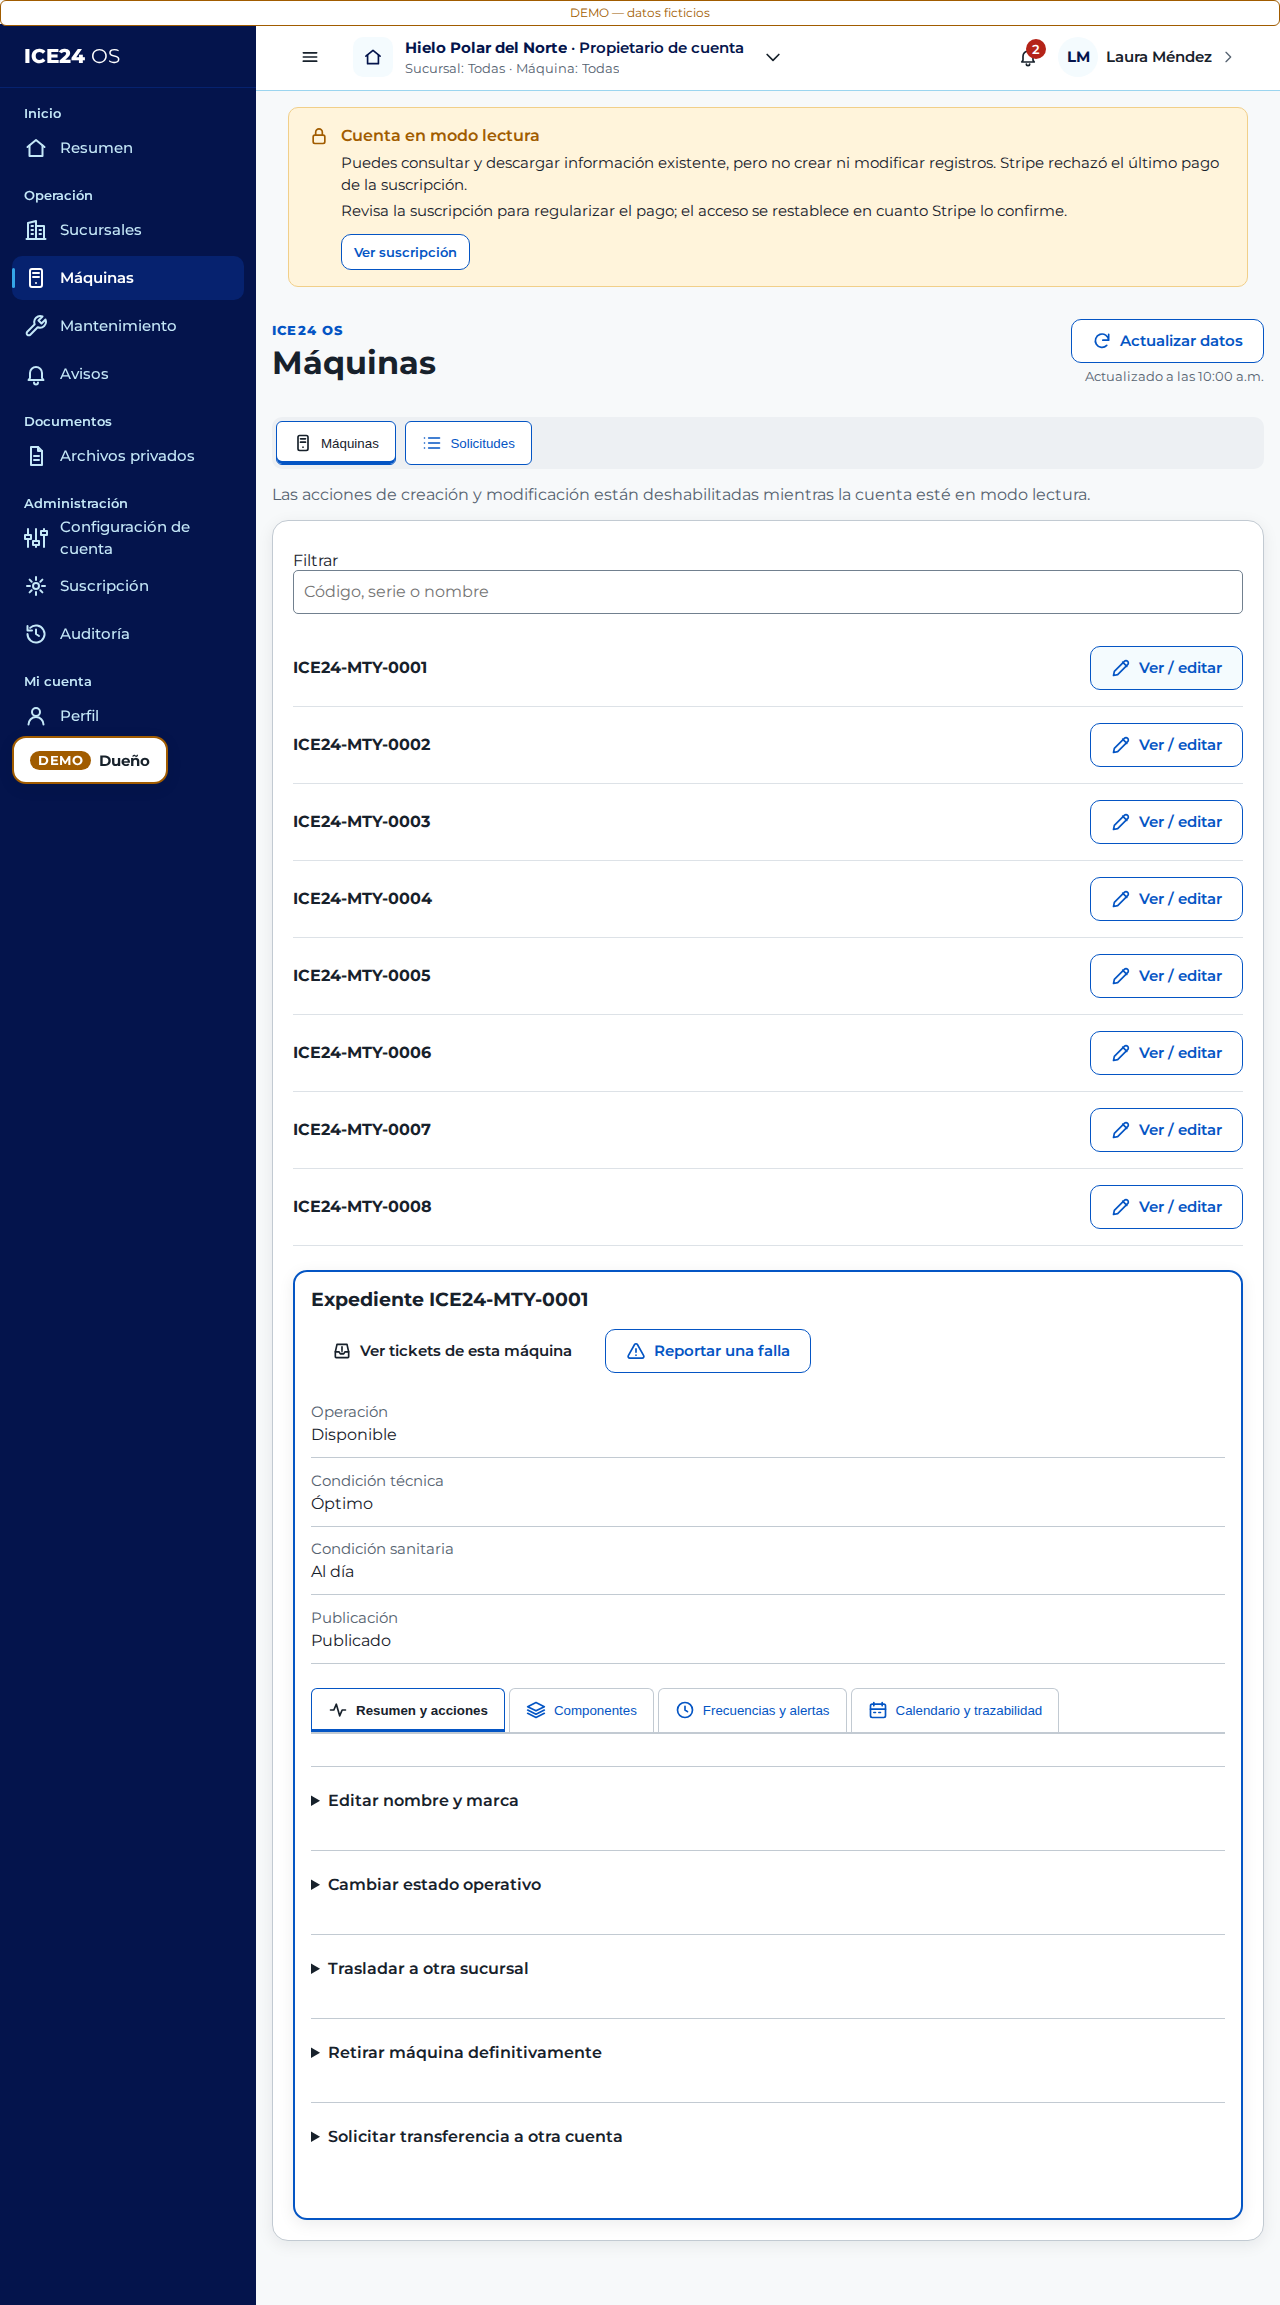 DEMO — datos ficticios
ICE24 OS
Inicio
Resumen
Operación
Sucursales
Máquinas
Mantenimiento
Avisos
Documentos
Archivos privados
Administración
Configuración de
cuenta
Suscripción
Auditoría
Mi cuenta
Perfil
DEMO Dueño
Hielo Polar del Norte · Propietario de cuenta
Sucursal: Todas · Máquina: Todas
2
LM Laura Méndez
Cuenta en modo lectura
Puedes consultar y descargar información existente, pero no crear ni modificar registros. Stripe rechazó el último pago
de la suscripción.
Revisa la suscripción para regularizar el pago; el acceso se restablece en cuanto Stripe lo confirme.
Ver suscripción
ICE24 OS
Máquinas
Actualizar datos
Actualizado a las 10:00 a.m.
Máquinas Solicitudes
Las acciones de creación y modificación están deshabilitadas mientras la cuenta esté en modo lectura.
Filtrar
Código, serie o nombre
ICE24-MTY-0001 Ver / editar
ICE24-MTY-0002 Ver / editar
ICE24-MTY-0003 Ver / editar
ICE24-MTY-0004 Ver / editar
ICE24-MTY-0005 Ver / editar
ICE24-MTY-0006 Ver / editar
ICE24-MTY-0007 Ver / editar
ICE24-MTY-0008 Ver / editar
Expediente ICE24-MTY-0001
Ver tickets de esta máquina Reportar una falla
Operación
Disponible
Condición técnica
Óptimo
Condición sanitaria
Al día
Publicación
Publicado
Resumen y acciones Componentes Frecuencias y alertas Calendario y trazabilidad
Editar nombre y marca
Cambiar estado operativo
Trasladar a otra sucursal
Retirar máquina definitivamente
Solicitar transferencia a otra cuenta